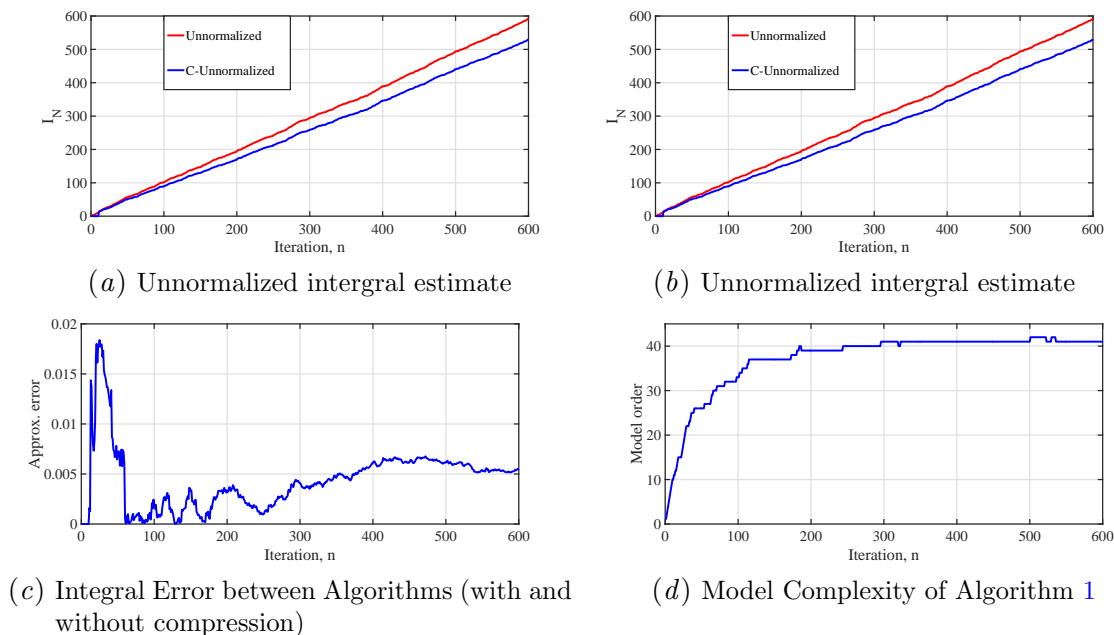 600
500
400
I_N 300
200
100
0
Unnormalized
C-Unnormalized
0 100 200 300 400 500 600
Iteration, n
(a) Unnormalized intergral estimate
600
500
400
I_N 300
200
100
0
Unnormalized
C-Unnormalized
0 100 200 300 400 500 600
Iteration, n
(b) Unnormalized intergral estimate
0.02
0.015
0.01
0.005
0
Approx. error
0 100 200 300 400 500 600
Iteration, n
(c) Integral Error between Algorithms (with and
without compression)
40
30
20
10
0
Model order
0 100 200 300 400 500 600
Iteration, n
(d) Model Complexity of Algorithm 1